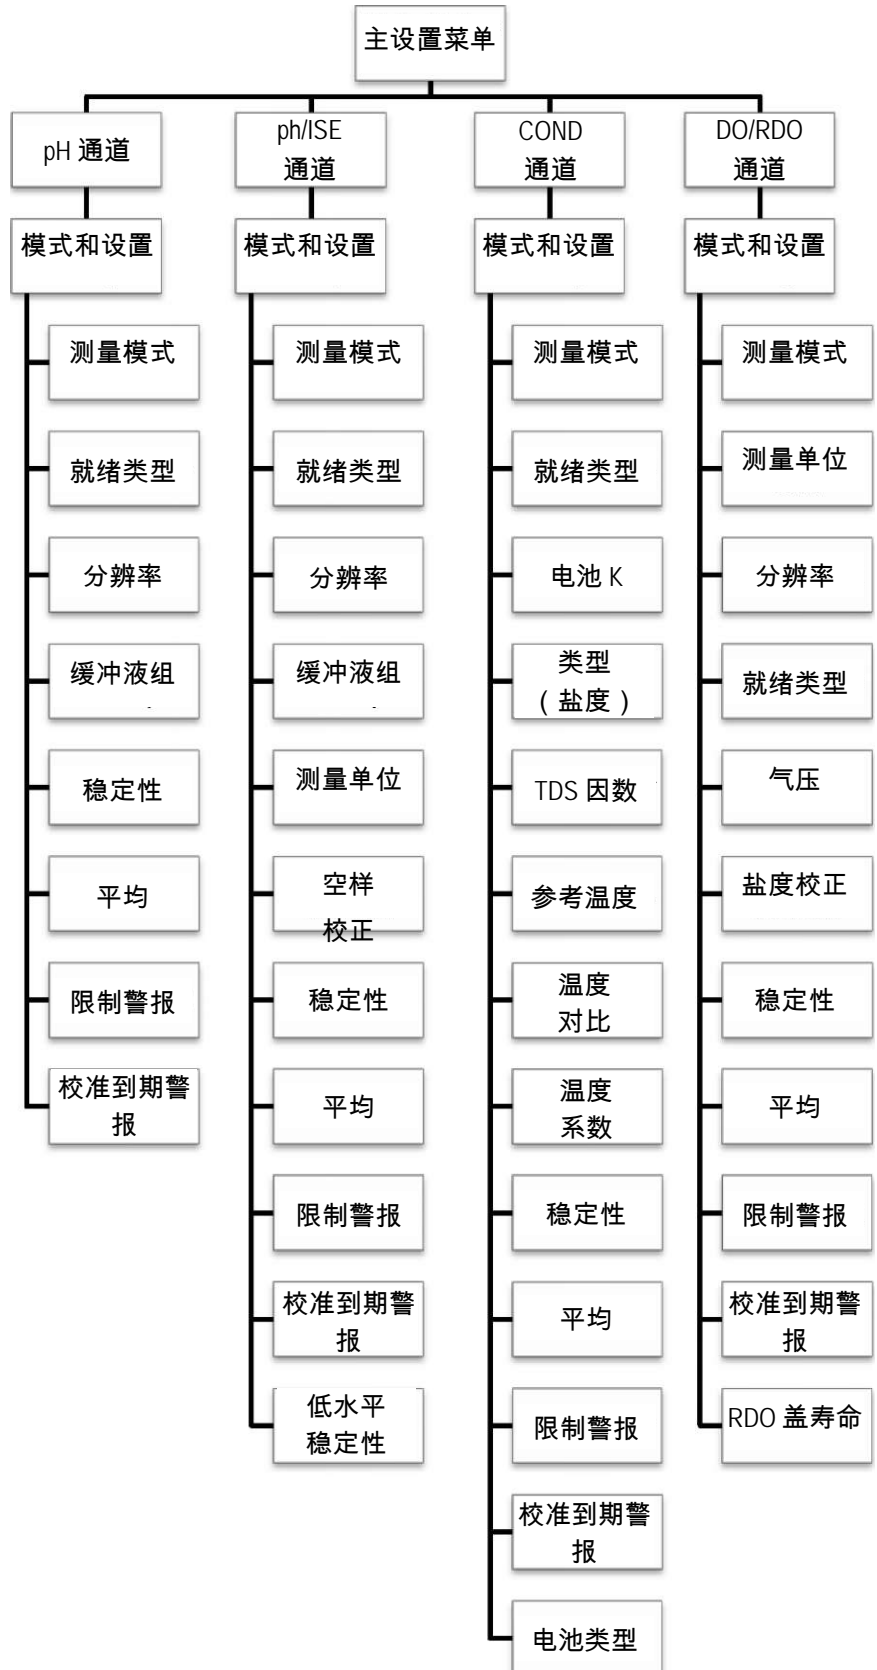 主设置菜单
pH 通道
模式和设置
测量模式
就绪类型
分辨率
缓冲液组
稳定性
平均
限制警报
校准到期警
报
ph/ISE
通道
模式和设置
测量模式
就绪类型
分辨率
缓冲液组
测量单位
空样
校正
稳定性
平均
限制警报
校准到期警
报
低水平
稳定性
COND
通道
模式和设置
测量模式
就绪类型
电池 K
类型
（盐度）
TDS 因数
参考温度
温度
对比
温度
系数
稳定性
平均
限制警报
校准到期警
报
电池类型
DO/RDO
通道
模式和设置
测量模式
测量单位
分辨率
就绪类型
气压
盐度校正
稳定性
平均
限制警报
校准到期警
报
RDO 盖寿命